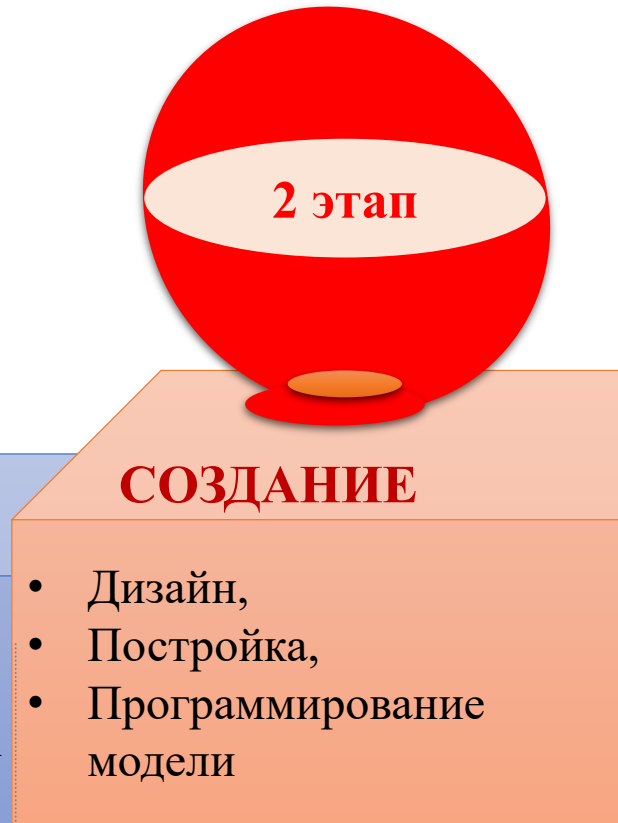 2 этап
СОЗДАНИЕ
• Дизайн,
• Постройка,
• Программирование
модели